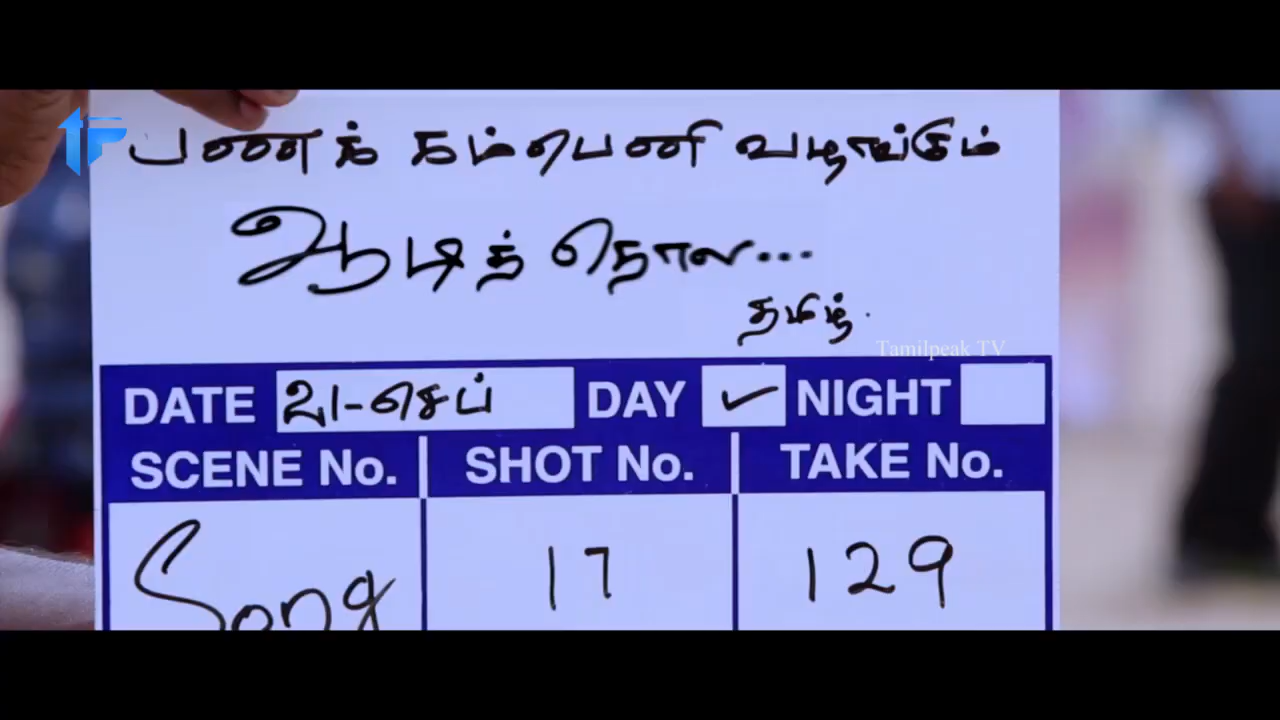 பணக் கம்பெனி வழங்கும்
ஆடித் தொல...
தமிழ்.
Tamilpeak TV
DATE 21-செப் DAY ✓ NIGHT
SCENE No. SHOT No. TAKE No.
Song 17 129